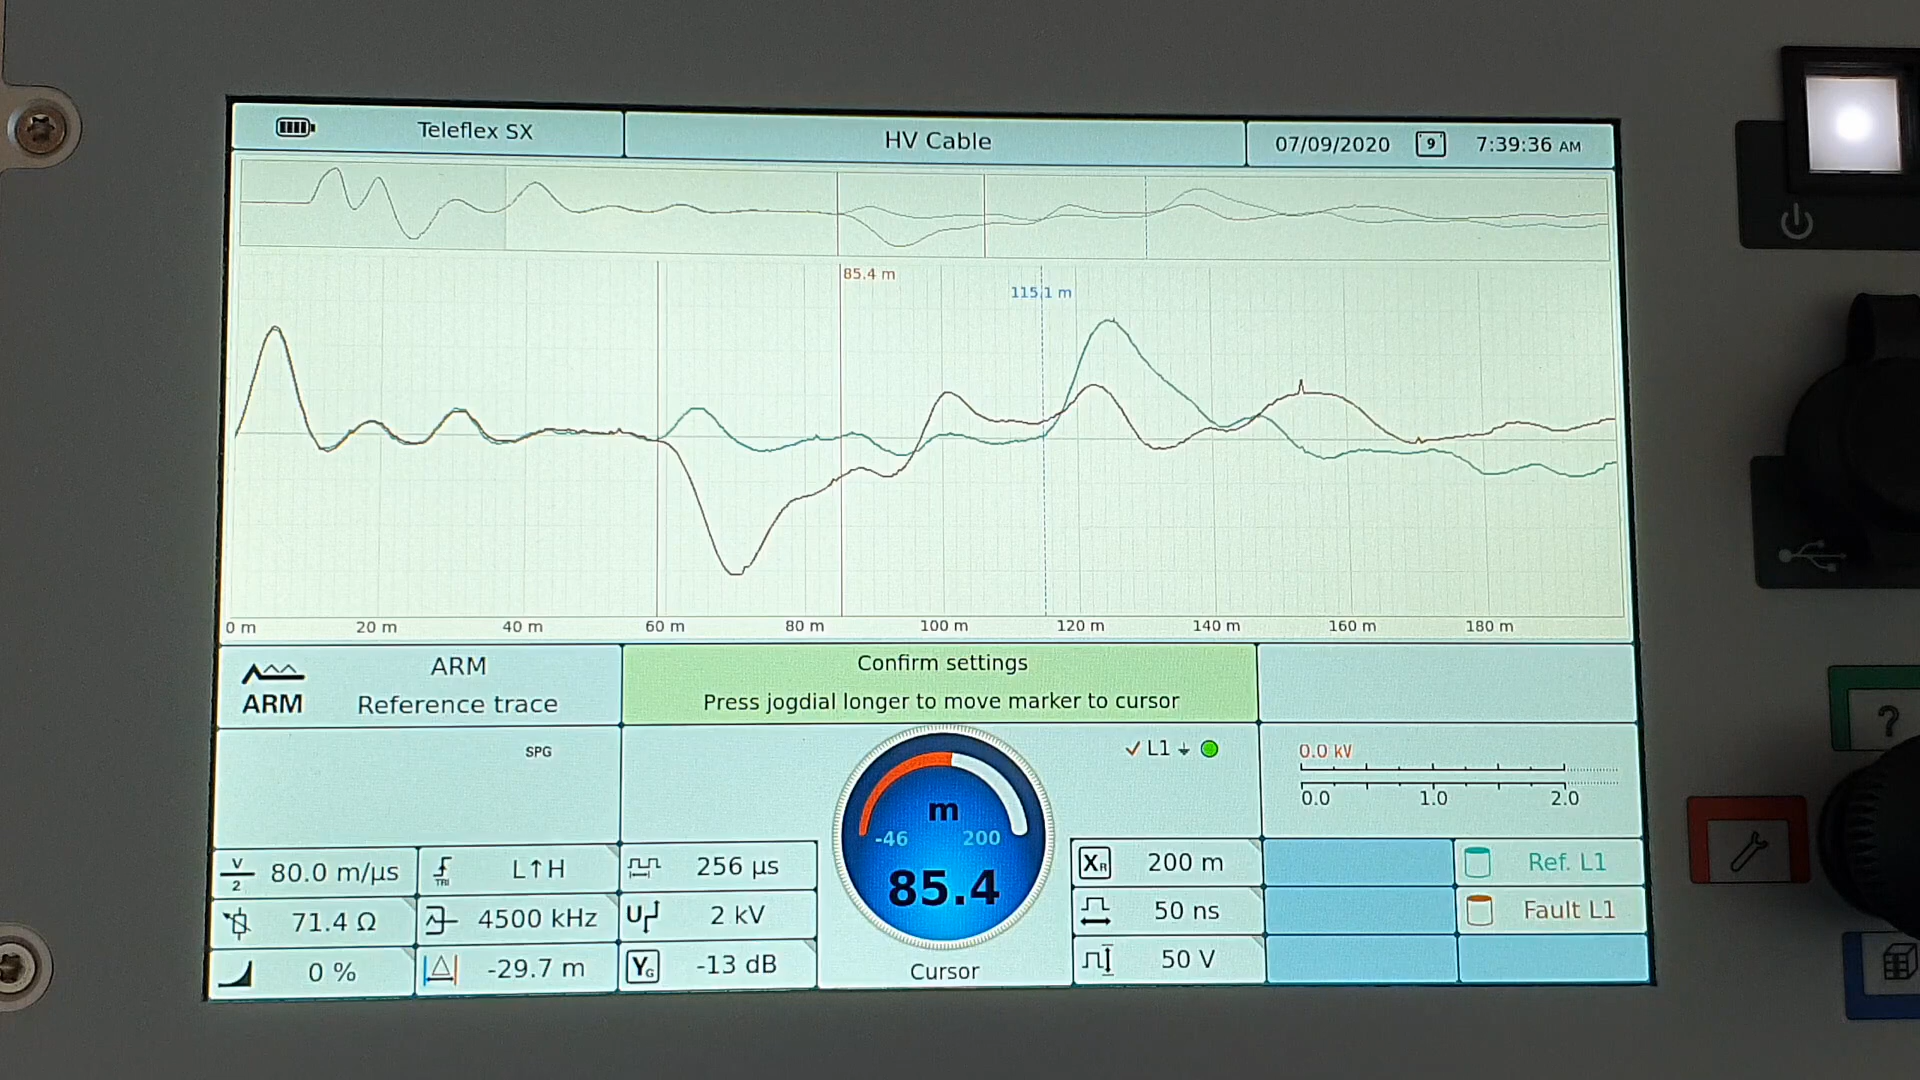 Teleflex SX
HV Cable
07/09/2020 9 7:39:36 AM
85.4 m
115.1 m
0 m 20 m 40 m 60 m 80 m 100 m 120 m 140 m 160 m 180 m
ARM
ARM
Reference trace
Confirm settings
Press jogdial longer to move marker to cursor
SPG
L1
0.0 kV
0.0 1.0 2.0
m
-46 200
85.4
Cursor
V/2 80.0 m/µs
TRI L↑H
256 µs
XR 200 m
Ref. L1
71.4 Ω
4500 kHz
U 2 kV
50 ns
Fault L1
0 %
-29.7 m
YG -13 dB
50 V
?